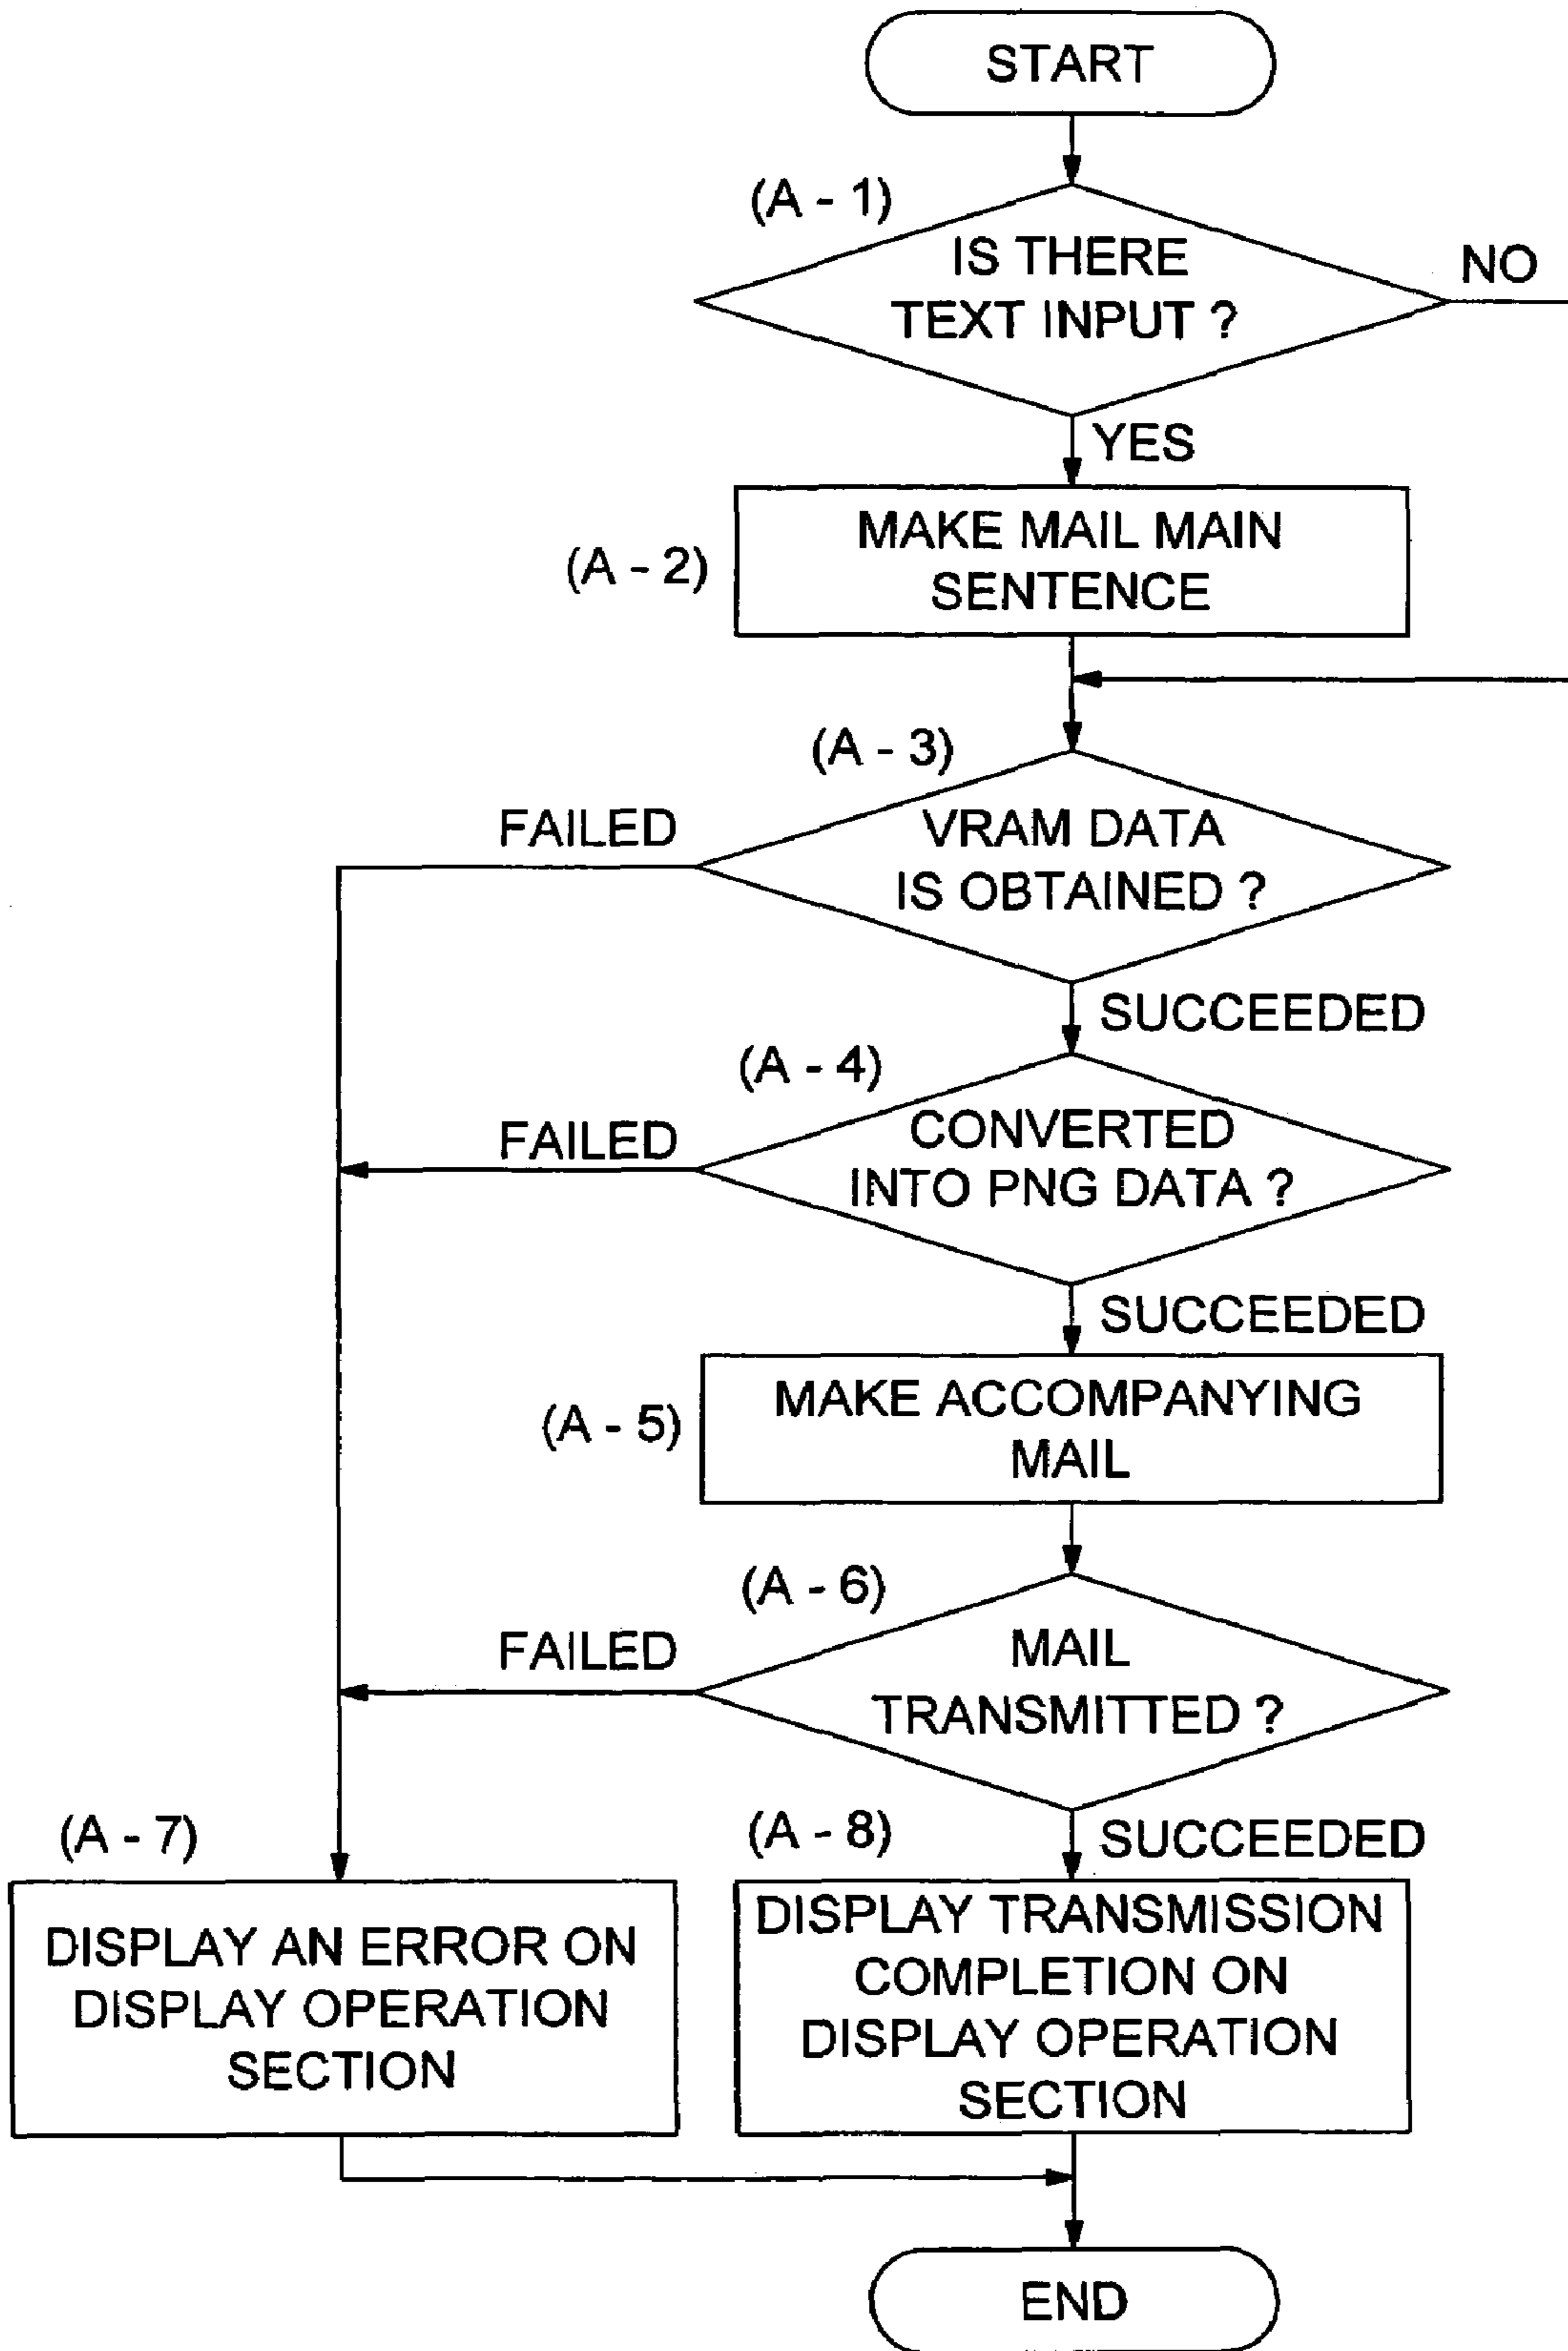 START
(A - 1)
IS THERE
TEXT INPUT ?
NO
YES
(A - 2)
MAKE MAIL MAIN
SENTENCE
(A - 3)
FAILED
VRAM DATA
IS OBTAINED ?
SUCCEEDED
(A - 4)
FAILED
CONVERTED
INTO PNG DATA ?
SUCCEEDED
(A - 5)
MAKE ACCOMPANYING
MAIL
(A - 6)
FAILED
MAIL
TRANSMITTED ?
SUCCEEDED
(A - 7)
DISPLAY AN ERROR ON
DISPLAY OPERATION
SECTION
(A - 8)
DISPLAY TRANSMISSION
COMPLETION ON
DISPLAY OPERATION
SECTION
END